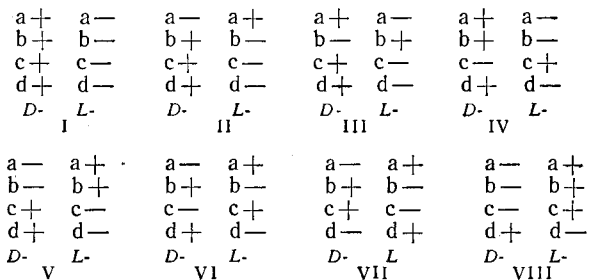 a+ a— a— a+ a+ a— a+ a—
b+ b— b+ b— b— b+ b+ b—
c+ c— c+ c— c+ c— c— c+
d+ d— d+ d— d+ d— d+ d—
D- L- D- L- D- L- D- L-
I II III IV
a— a+ a— a+ a— a+ a— a+
b— b+ b+ b— b+ b— b— b+
c+ c— c— c+ c+ c— c— c+
d+ d— d+ d— d— d+ d+ d—
D- L- D- L- D- L D- L-
V VI VII VIII